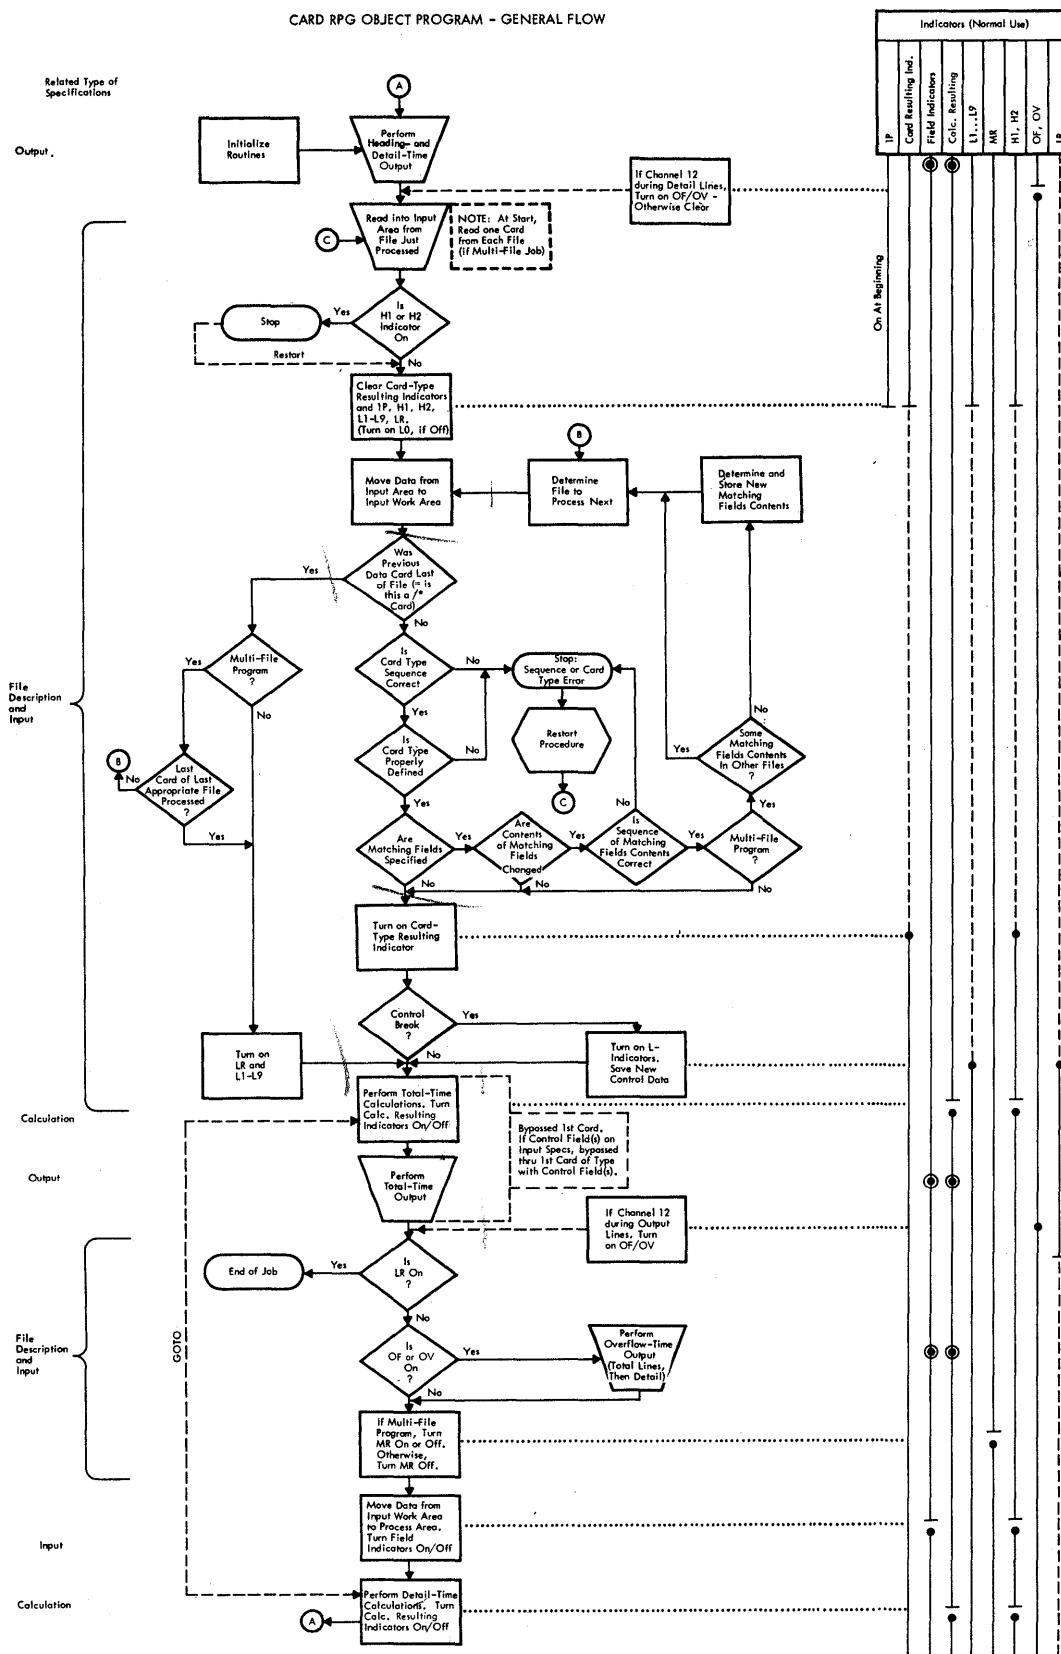 CARD RPG OBJECT PROGRAM - GENERAL FLOW
Indicators (Normal Use)
1P
Card Resulting Ind.
Field Indicators
Calc. Resulting
L1...L9
MR
H1, H2
OF, OV
LR
Related Type of
Specifications
Output.
A
Initialize
Routines
Perform
Heading- and
Detail-Time
Output
If Channel 12
during Detail Lines,
Turn on OF/OV -
Otherwise Clear
C
Read into Input
Area from
File Just
Processed
NOTE: At Start,
Read one Card
from Each File
(if Multi-File Job)
On At Beginning
Is
H1 or H2
Indicator
On
Yes
Stop
Restart
No
Clear Card-Type
Resulting Indicators
and 1P, H1, H2,
L1-L9, LR.
(Turn on L0, if Off)
B
Move Data from
Input Area to
Input Work Area
Determine
File to
Process Next
Determine and
Store New
Matching
Fields Contents
Was
Previous
Data Card Last
of File (= is
this a /*
Card)
Yes
No
Multi-File
Program
?
Yes
No
Is
Card Type
Sequence
Correct
No
Yes
Stop:
Sequence or Card
Type Error
Restart
Procedure
C
Is
Card Type
Properly
Defined
No
Yes
Same
Matching
Fields Contents
In Other Files
?
No
Yes
Yes
File
Description
and
Input
B
No
Last
Card of Last
Appropriate File
Processed
?
Yes
Are
Matching Fields
Specified
Yes
No
Are
Contents
of Matching
Fields
Changed
Yes
No
Is
Sequence
of Matching
Fields Contents
Correct
No
Yes
Multi-File
Program
?
No
Turn on Card-
Type Resulting
Indicator
Control
Break
?
Yes
No
Turn on
LR and
L1-L9
Turn on L-
Indicators.
Save New
Control Data
Calculation
Perform Total-Time
Calculations. Turn
Calc. Resulting
Indicators On/Off
Bypassed 1st Card.
If Control Field(s) on
Input Specs, bypassed
thru 1st Card of Type
with Control Field(s).
Output
Perform
Total-Time
Output
If Channel 12
during Output
Lines, Turn
on OF/OV
End of Job
Yes
Is
LR On
?
No
File
Description
and
Input
GOTO
Is
OF or OV
On
?
Yes
No
Perform
Overflow-Time
Output
(Total Lines,
Then Detail)
If Multi-File
Program, Turn
MR On or Off.
Otherwise,
Turn MR Off.
Input
Move Data from
Input Work Area
to Process Area.
Turn Field
Indicators On/Off
Calculation
Perform Detail-Time
Calculations. Turn
Calc. Resulting
Indicators On/Off
A